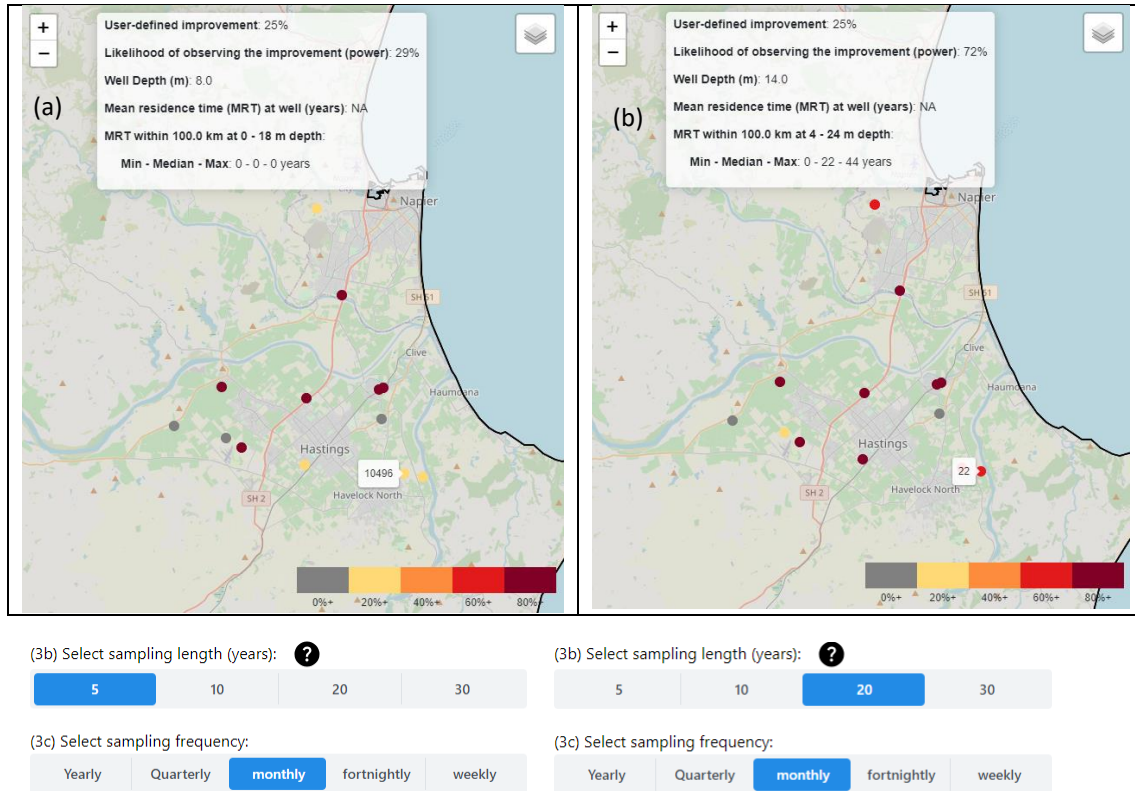 +
−
User-defined improvement: 25%
Likelihood of observing the improvement (power): 29%
Well Depth (m): 8.0
Mean residence time (MRT) at well (years): NA
MRT within 100.0 km at 0 - 18 m depth:
Min - Median - Max: 0 - 0 - 0 years
(a)
Napier
SH 51
Clive
Haumoana
Hastings
10496
SH 2
Havelock North
0%+ 20%+ 40%+ 60%+ 80%+
+
−
User-defined improvement: 25%
Likelihood of observing the improvement (power): 72%
Well Depth (m): 14.0
Mean residence time (MRT) at well (years): NA
MRT within 100.0 km at 4 - 24 m depth:
Min - Median - Max: 0 - 22 - 44 years
(b)
Napier
SH 51
Clive
Haumoana
Hastings
22
SH 2
Havelock North
0%+ 20%+ 40%+ 60%+ 80%+
(3b) Select sampling length (years): ?
5 10 20 30
(3c) Select sampling frequency:
Yearly Quarterly monthly fortnightly weekly
(3b) Select sampling length (years): ?
5 10 20 30
(3c) Select sampling frequency:
Yearly Quarterly monthly fortnightly weekly